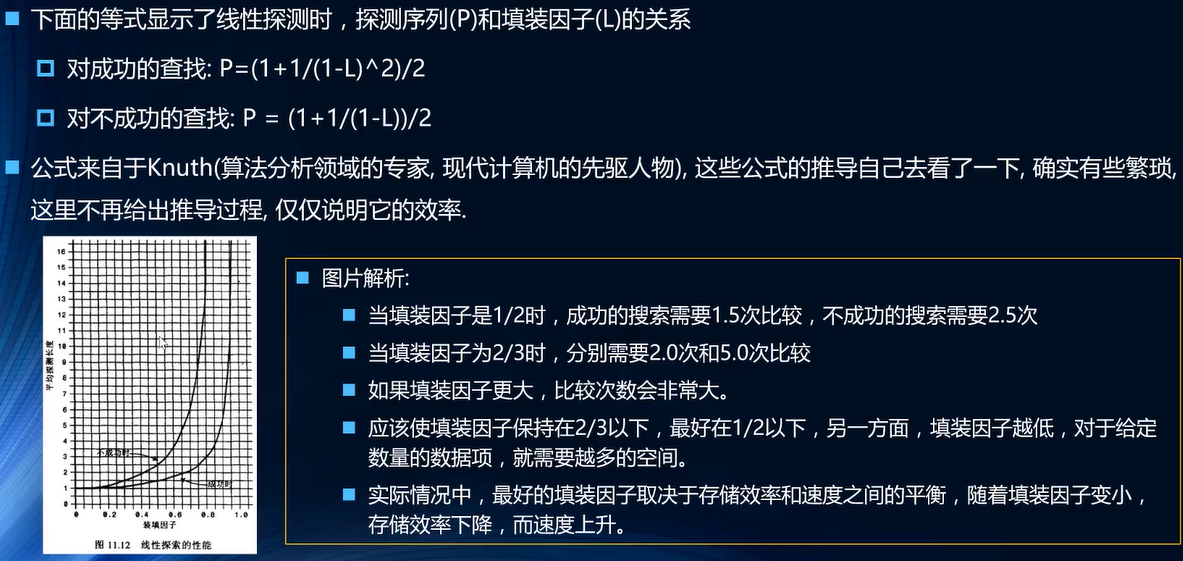 下面的等式显示了线性探测时，探测序列(P)和填装因子(L)的关系
对成功的查找: P=(1+1/(1-L)^2)/2
对不成功的查找: P = (1+1/(1-L))/2
公式来自于Knuth(算法分析领域的专家, 现代计算机的先驱人物), 这些公式的推导自己去看了一下, 确实有些繁琐,
这里不再给出推导过程, 仅仅说明它的效率.
16
15
14
13
12
11
10
9
8
7
6
5
4
3
2
1
0
平均探测长度
不成功时
成功时
0 0.2 0.4 0.6 0.8 1.0
装填因子
图 11.12 线性探索的性能
图片解析:
当填装因子是1/2时，成功的搜索需要1.5次比较，不成功的搜索需要2.5次
当填装因子为2/3时，分别需要2.0次和5.0次比较
如果填装因子更大，比较次数会非常大。
应该使填装因子保持在2/3以下，最好在1/2以下，另一方面，填装因子越低，对于给定
数量的数据项，就需要越多的空间。
实际情况中，最好的填装因子取决于存储效率和速度之间的平衡，随着填装因子变小，
存储效率下降，而速度上升。